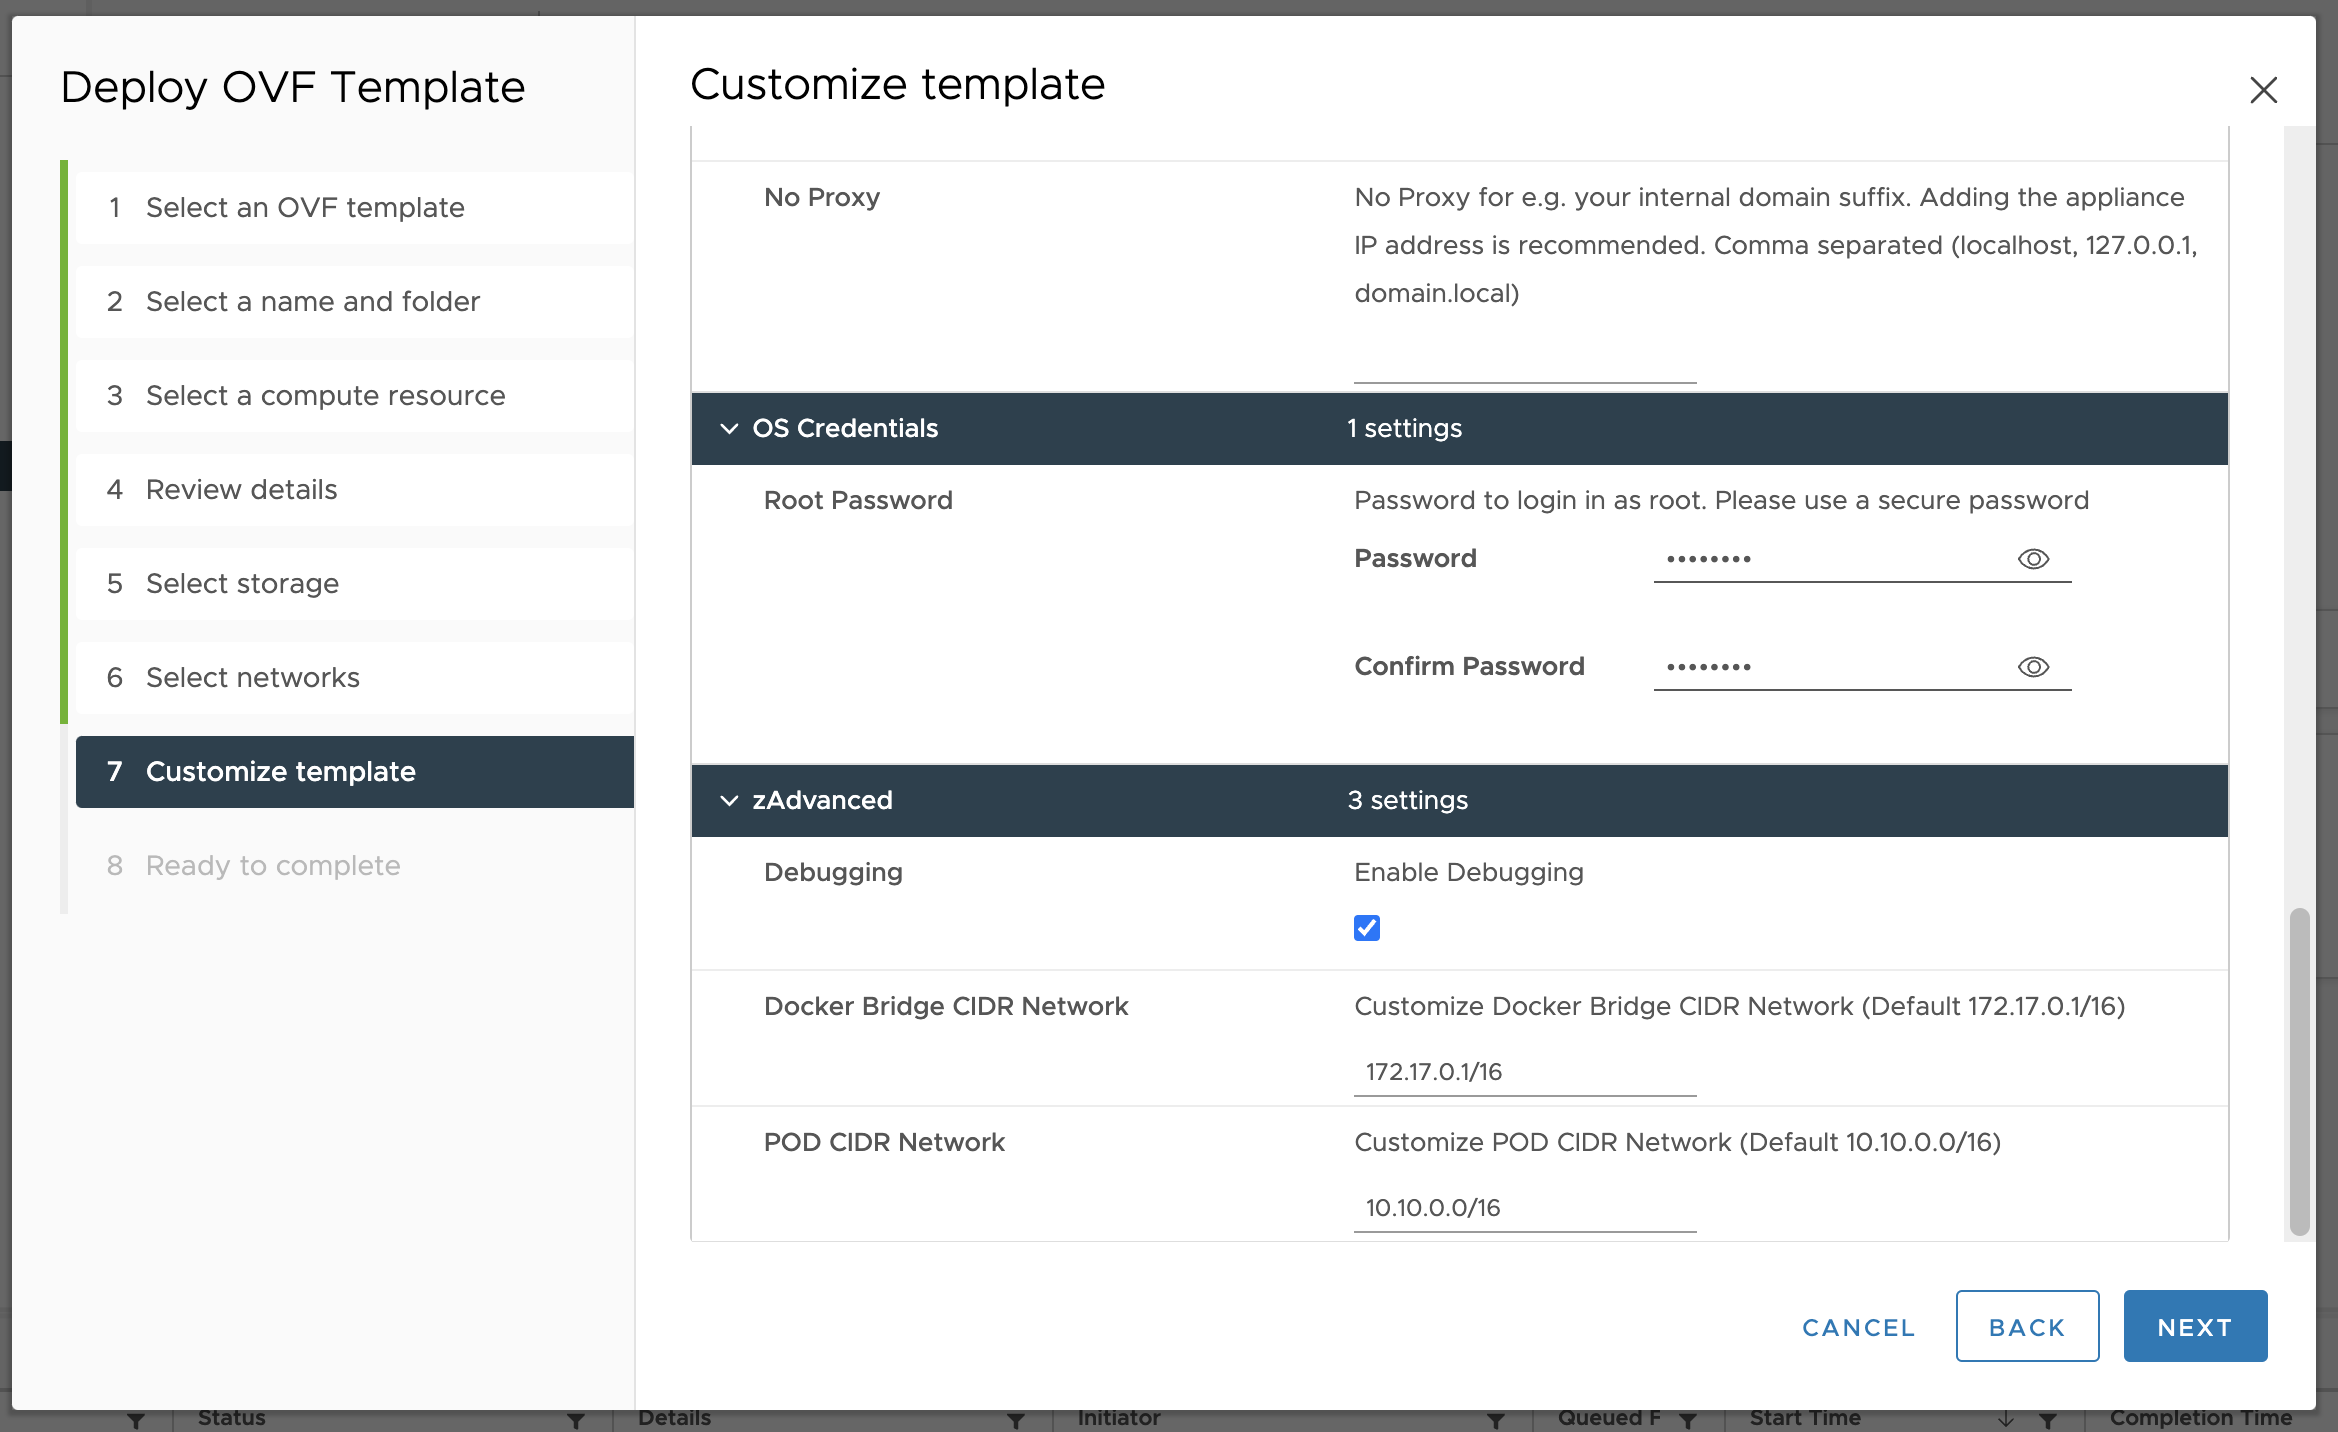 Deploy OVF Template
1 Select an OVF template
2 Select a name and folder
3 Select a compute resource
4 Review details
5 Select storage
6 Select networks
7 Customize template
8 Ready to complete
Customize template
No Proxy
No Proxy for e.g. your internal domain suffix. Adding the appliance
IP address is recommended. Comma separated (localhost, 127.0.0.1,
domain.local)
OS Credentials 1 settings
Root Password
Password to login in as root. Please use a secure password
Password ••••••••
Confirm Password ••••••••
zAdvanced 3 settings
Debugging
Enable Debugging
Docker Bridge CIDR Network
Customize Docker Bridge CIDR Network (Default 172.17.0.1/16)
172.17.0.1/16
POD CIDR Network
Customize POD CIDR Network (Default 10.10.0.0/16)
10.10.0.0/16
CANCEL BACK NEXT
Status Details Initiator Queued F Start Time Completion Time